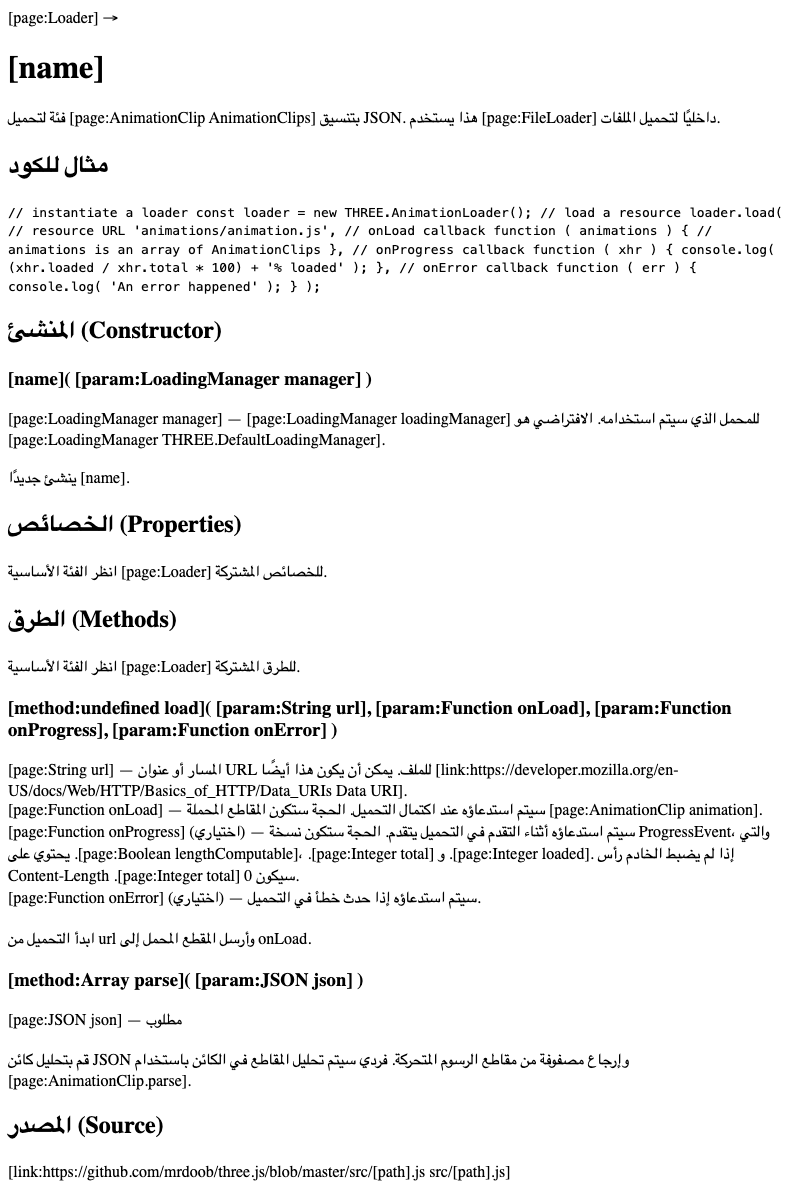 [page:Loader] →
[name]
فئة لتحميل [page:AnimationClip AnimationClips] بتنسيق JSON. هذا يستخدم [page:FileLoader] داخليًا لتحميل الملفات.
مثال للكود
// instantiate a loader const loader = new THREE.AnimationLoader(); // load a resource loader.load(
// resource URL 'animations/animation.js', // onLoad callback function ( animations ) { //
animations is an array of AnimationClips }, // onProgress callback function ( xhr ) { console.log(
(xhr.loaded / xhr.total * 100) + '% loaded' ); }, // onError callback function ( err ) {
console.log( 'An error happened' ); } );
المنشئ (Constructor)
[name]( [param:LoadingManager manager] )
[page:LoadingManager manager] — [page:LoadingManager loadingManager] للمحمل الذي سيتم استخدامه. الافتراضي هو
[page:LoadingManager THREE.DefaultLoadingManager].
ينشئ جديدًا [name].
الخصائص (Properties)
انظر الفئة الأساسية [page:Loader] للخصائص المشتركة.
الطرق (Methods)
انظر الفئة الأساسية [page:Loader] للطرق المشتركة.
[method:undefined load]( [param:String url], [param:Function onLoad], [param:Function
onProgress], [param:Function onError] )
[page:String url] — المسار أو عنوان URL للملف. يمكن أن يكون هذا أيضًا [link:https://developer.mozilla.org/en-
US/docs/Web/HTTP/Basics_of_HTTP/Data_URIs Data URI].
[page:Function onLoad] — سيتم استدعاؤه عند اكتمال التحميل. الحجة ستكون المقاطع المحملة [page:AnimationClip animation].
[page:Function onProgress] (اختياري) — سيتم استدعاؤه أثناء التقدم في التحميل يتقدم. الحجة ستكون نسخة ProgressEvent، والتي
يحتوي على .[page:Boolean lengthComputable]، .[page:Integer total] و .[page:Integer loaded]. إذا لم يضبط الخادم رأس
Content-Length .[page:Integer total] سيكون 0.
[page:Function onError] (اختياري) — سيتم استدعاؤه إذا حدث خطأ في التحميل.
ابدأ التحميل من url وأرسل المقطع المحمل إلى onLoad.
[method:Array parse]( [param:JSON json] )
[page:JSON json] — مطلوب
قم بتحليل كائن JSON وإرجاع مصفوفة من مقاطع الرسوم المتحركة. فردي سيتم تحليل المقاطع في الكائن باستخدام
[page:AnimationClip.parse].
المصدر (Source)
[link:https://github.com/mrdoob/three.js/blob/master/src/[path].js src/[path].js]